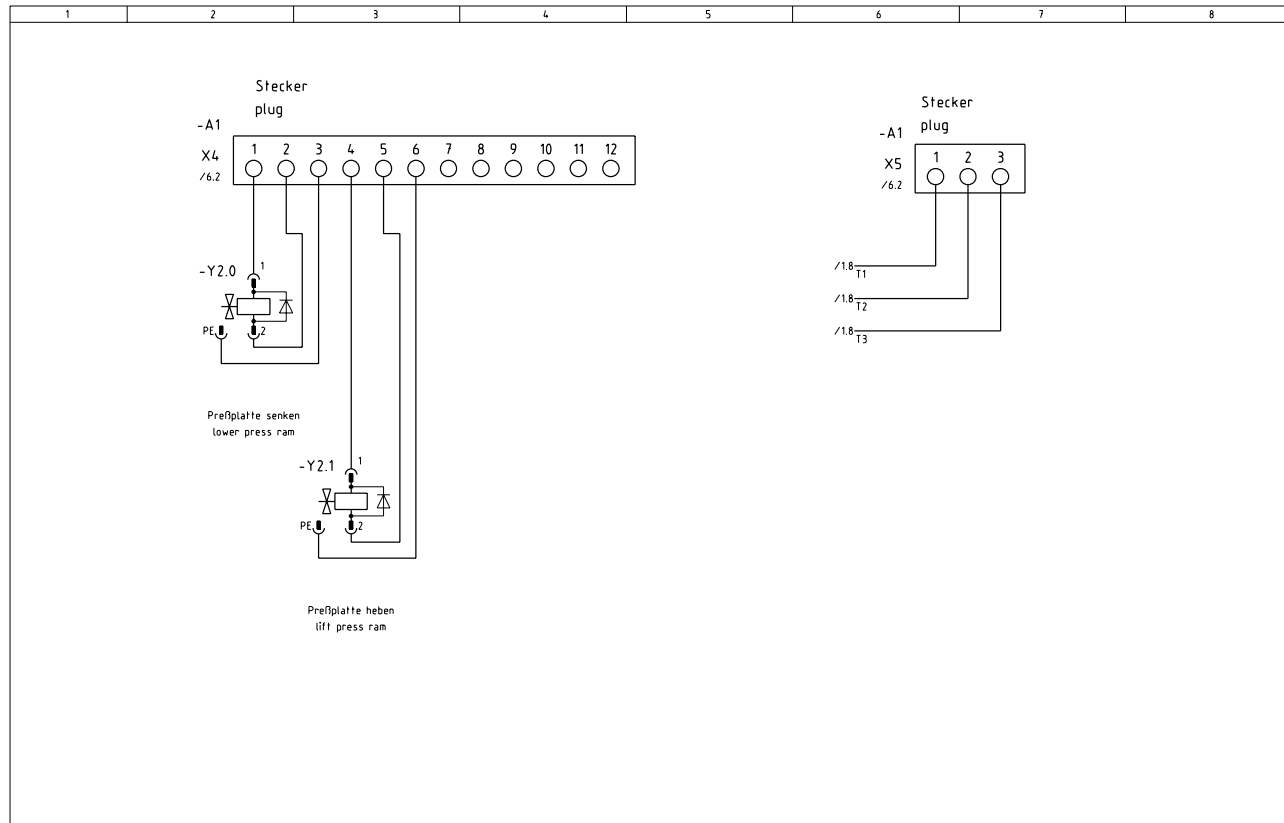 1 2 3 4 5 6 7 8
Stecker
plug
-A1
X4
/6.2
1 2 3 4 5 6 7 8 9 10 11 12
-Y2.0
1
PE
2
Preßplatte senken
lower press ram
-Y2.1
1
PE
2
Preßplatte heben
lift press ram
Stecker
plug
-A1
X5
/6.2
1 2 3
/1.8
T1
/1.8
T2
/1.8
T3